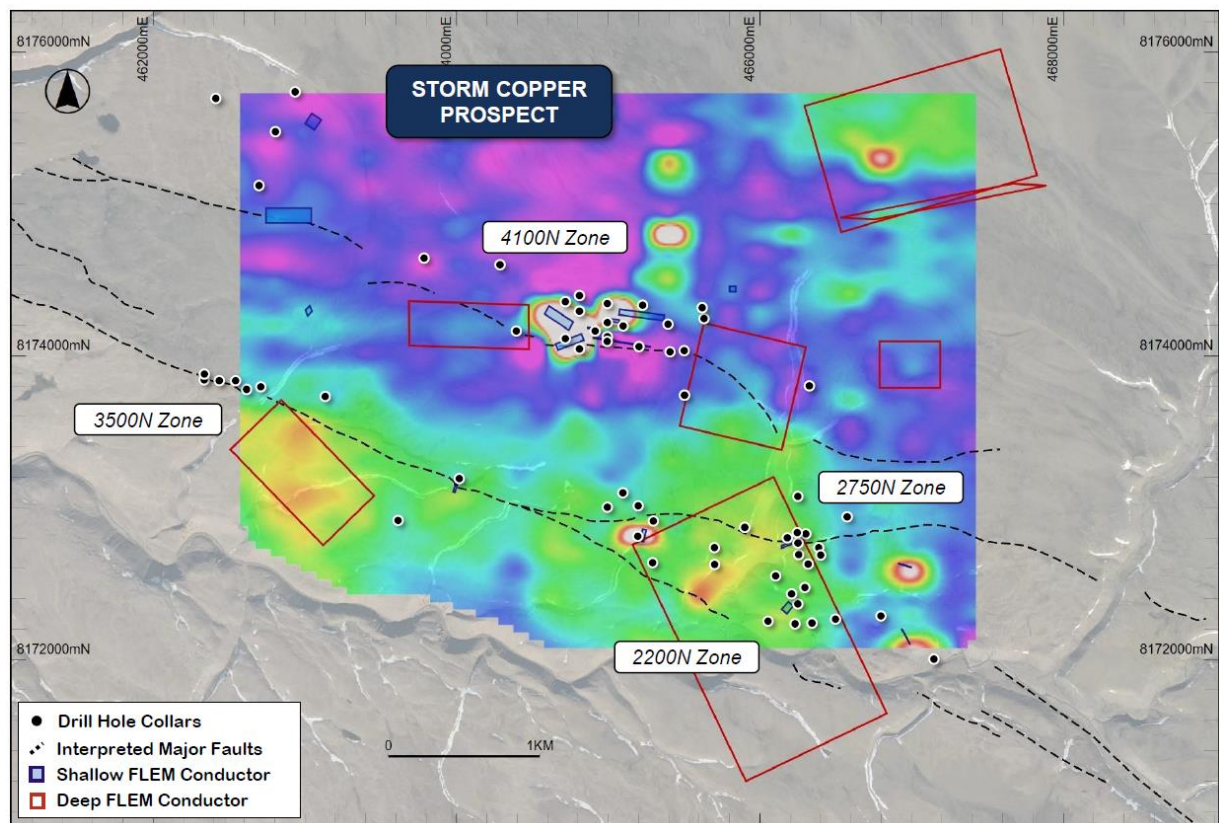 8176000mN
462000mE
4000mE
466000mE
468000mE
8176000mN
STORM COPPER
PROSPECT
4100N Zone
8174000mN
8174000mN
3500N Zone
2750N Zone
8172000mN
8172000mN
2200N Zone
Drill Hole Collars
Interpreted Major Faults
Shallow FLEM Conductor
Deep FLEM Conductor
0
1KM